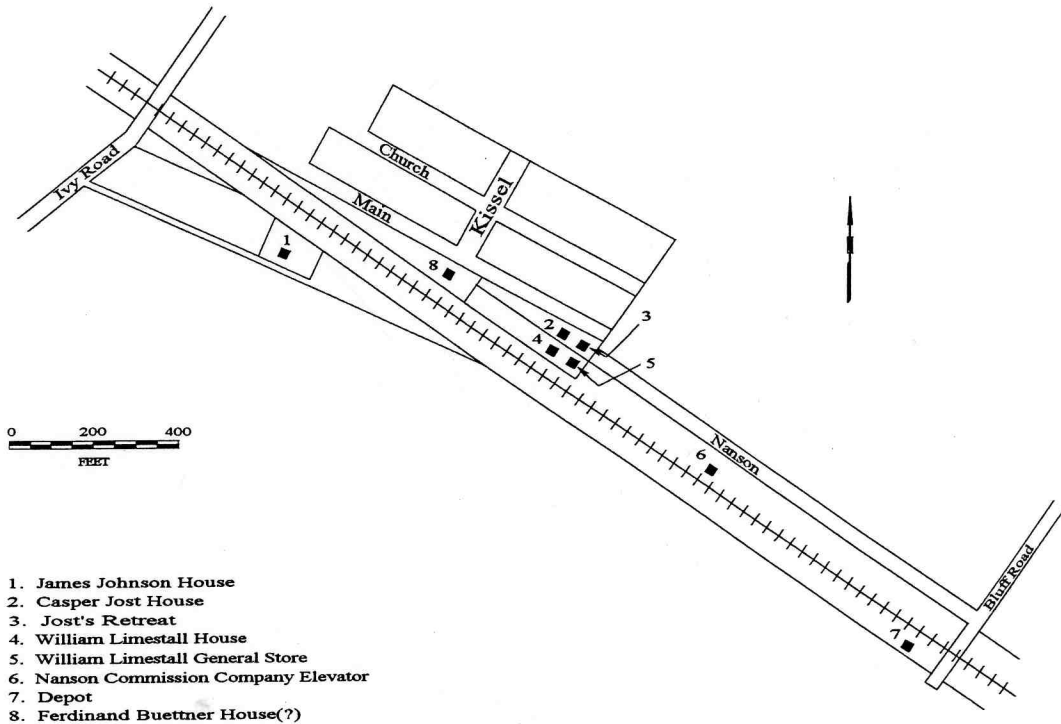 Ivy Road
Church
Main
Kissel
1
8
2
3
4
5
6
Nanson
7
Bluff Road
0 200 400
FEET
1. James Johnson House
2. Casper Jost House
3. Jost's Retreat
4. William Limestall House
5. William Limestall General Store
6. Nanson Commission Company Elevator
7. Depot
8. Ferdinand Buettner House(?)